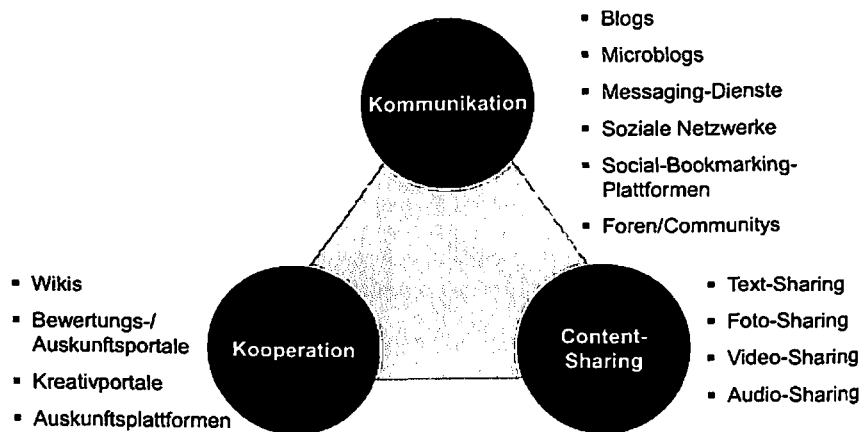 Kommunikation
▪ Blogs
▪ Microblogs
▪ Messaging-Dienste
▪ Soziale Netzwerke
▪ Social-Bookmarking-
Plattformen
▪ Foren/Communitys
Kooperation
▪ Wikis
▪ Bewertungs-/
Auskunftsportale
▪ Kreativportale
▪ Auskunftsplattformen
Content-
Sharing
▪ Text-Sharing
▪ Foto-Sharing
▪ Video-Sharing
▪ Audio-Sharing